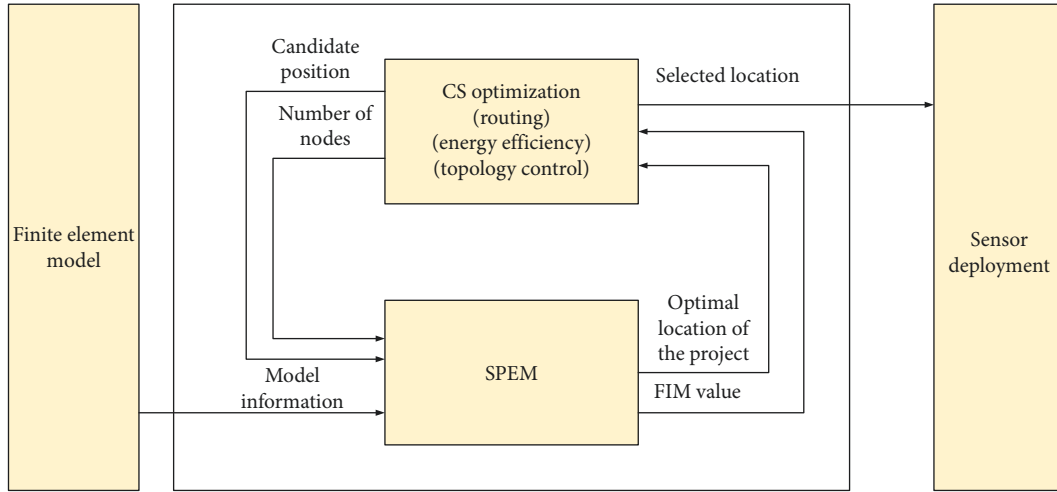 Finite element
model
Candidate
position
Number of
nodes
CS optimization
(routing)
(energy efficiency)
(topology control)
Selected location
Model
information
SPEM
Optimal
location of
the project
FIM value
Sensor
deployment